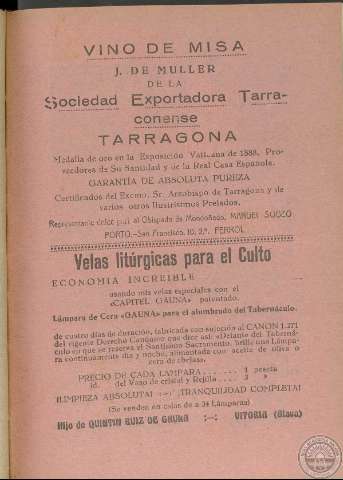 VINO DE MISA
J. DE MULLER
DE LA
Sociedad Exportadora Tarra-
conense
TARRAGONA
Medalla de oro en la Exposición Vaticana de 1888. Pro-
veedores de Su Santidad y de la Real Casa Española.
GARANTÍA DE ABSOLUTA PUREZA
Certificados del Excmo. Sr. Arzobispo de Tarragona y de
varios otros Ilustrísimos Prelados.
Representante único para el Obispado de Mondoñedo, MANUEL
PORTO.-San Francisco, 10, 2.º FERROL
Velas litúrgicas para el Culto
ECONOMIA INCREIBLE
usando mis velas especiales con el
«CAPITEL GAUNA» patentado.
Lámpara de Cera «GAUNA» para el alumbrado del Tabernáculo.
de cuatro días de duración, fabricada con sujeción al CANON 1.271
del vigente Derecho Canónico que dice así: «Delante del Taberná-
culo en que se reserva el Santísimo Sacramento, brille una Lámpa-
ra continuamente día y noche, alimentada con aceite de oliva o
cera de abejas».
PRECIO DE CADA LAMPARA . . . . . . 1 peseta
id. del Vaso de cristal y Rejilla . . . . 3 »
¡LIMPIEZA ABSOLUTA! :—: ¡TRANQUILIDAD COMPLETA!
(Se venden en cajas de a 24 Lámparas)
Hijo de QUINTIN RUIZ DE GAUNA :—: VITORIA (Alava)